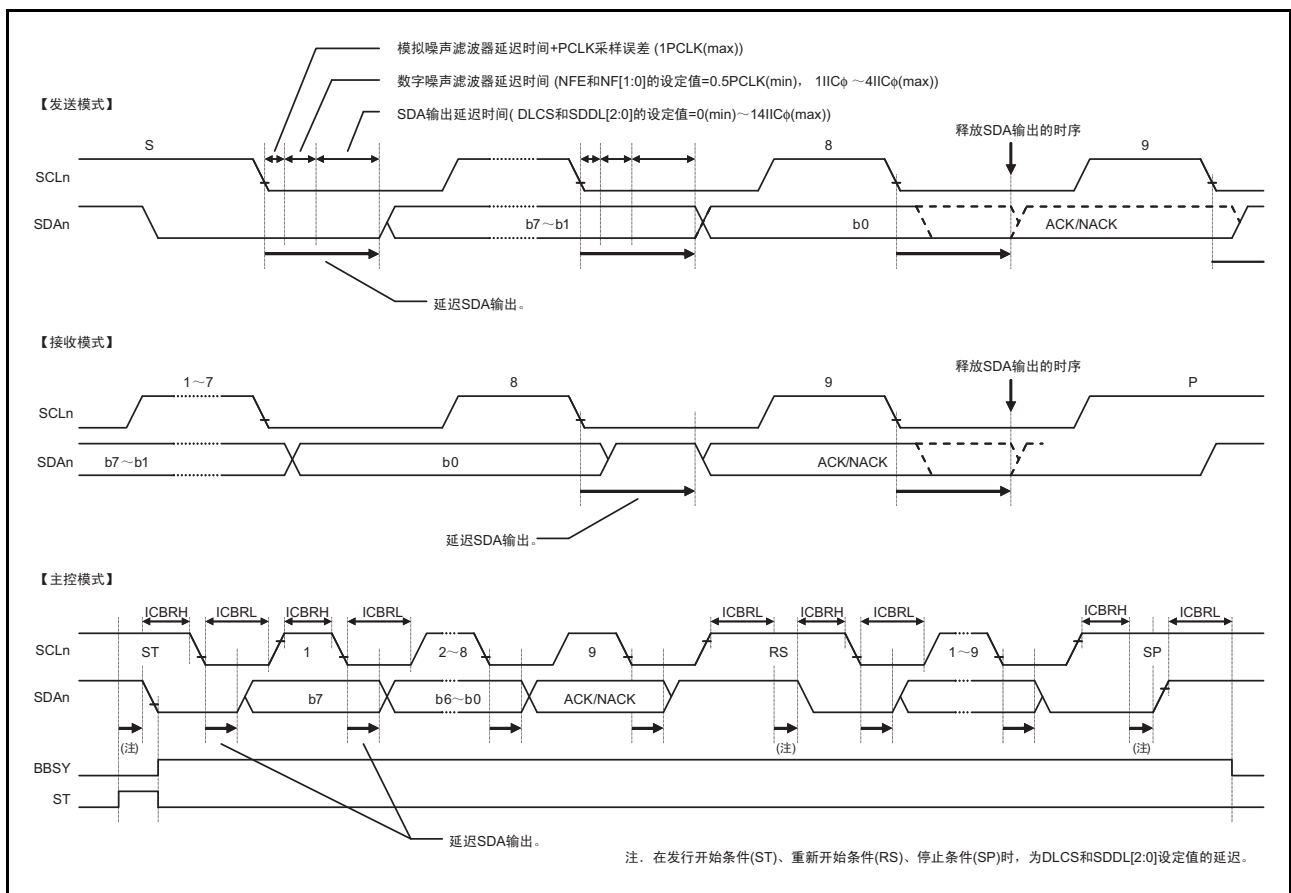 模拟噪声滤波器延迟时间+PCLK采样误差 (1PCLK(max))
数字噪声滤波器延迟时间 (NFE和NF[1:0]的设定值=0.5PCLK(min)， 1IICφ ～4IICφ(max))
【发送模式】
SDA输出延迟时间( DLCS和SDDL[2:0]的设定值=0(min)～14IICφ(max))
释放SDA输出的时序
S 8 9
SCLn
SDAn b7～b1 b0 ACK/NACK
延迟SDA输出。
【接收模式】
释放SDA输出的时序
1～7 8 9 P
SCLn
SDAn b7～b1 b0 ACK/NACK
延迟SDA输出。
【主控模式】
ICBRH ICBRL ICBRH ICBRL ICBRL ICBRH ICBRL ICBRH ICBRL
SCLn ST 1 2～8 9 RS 1～9 SP
SDAn b7 b6～b0 ACK/NACK
(注) (注) (注)
BBSY
ST
延迟SDA输出。
注．在发行开始条件(ST)、重新开始条件(RS)、停止条件(SP)时，为DLCS和SDDL[2:0]设定值的延迟。